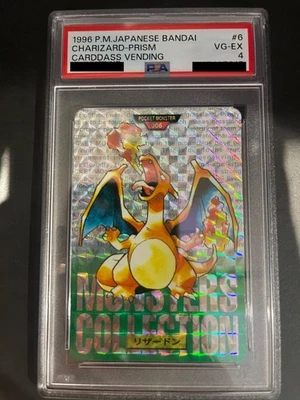 1996 P.M.JAPANESE BANDAI #6
CHARIZARD-PRISM VG-EX
CARDDASS VENDING 4
PSA
POCKET MONSTER
006
MONSTERS
COLLECTION
リザードン